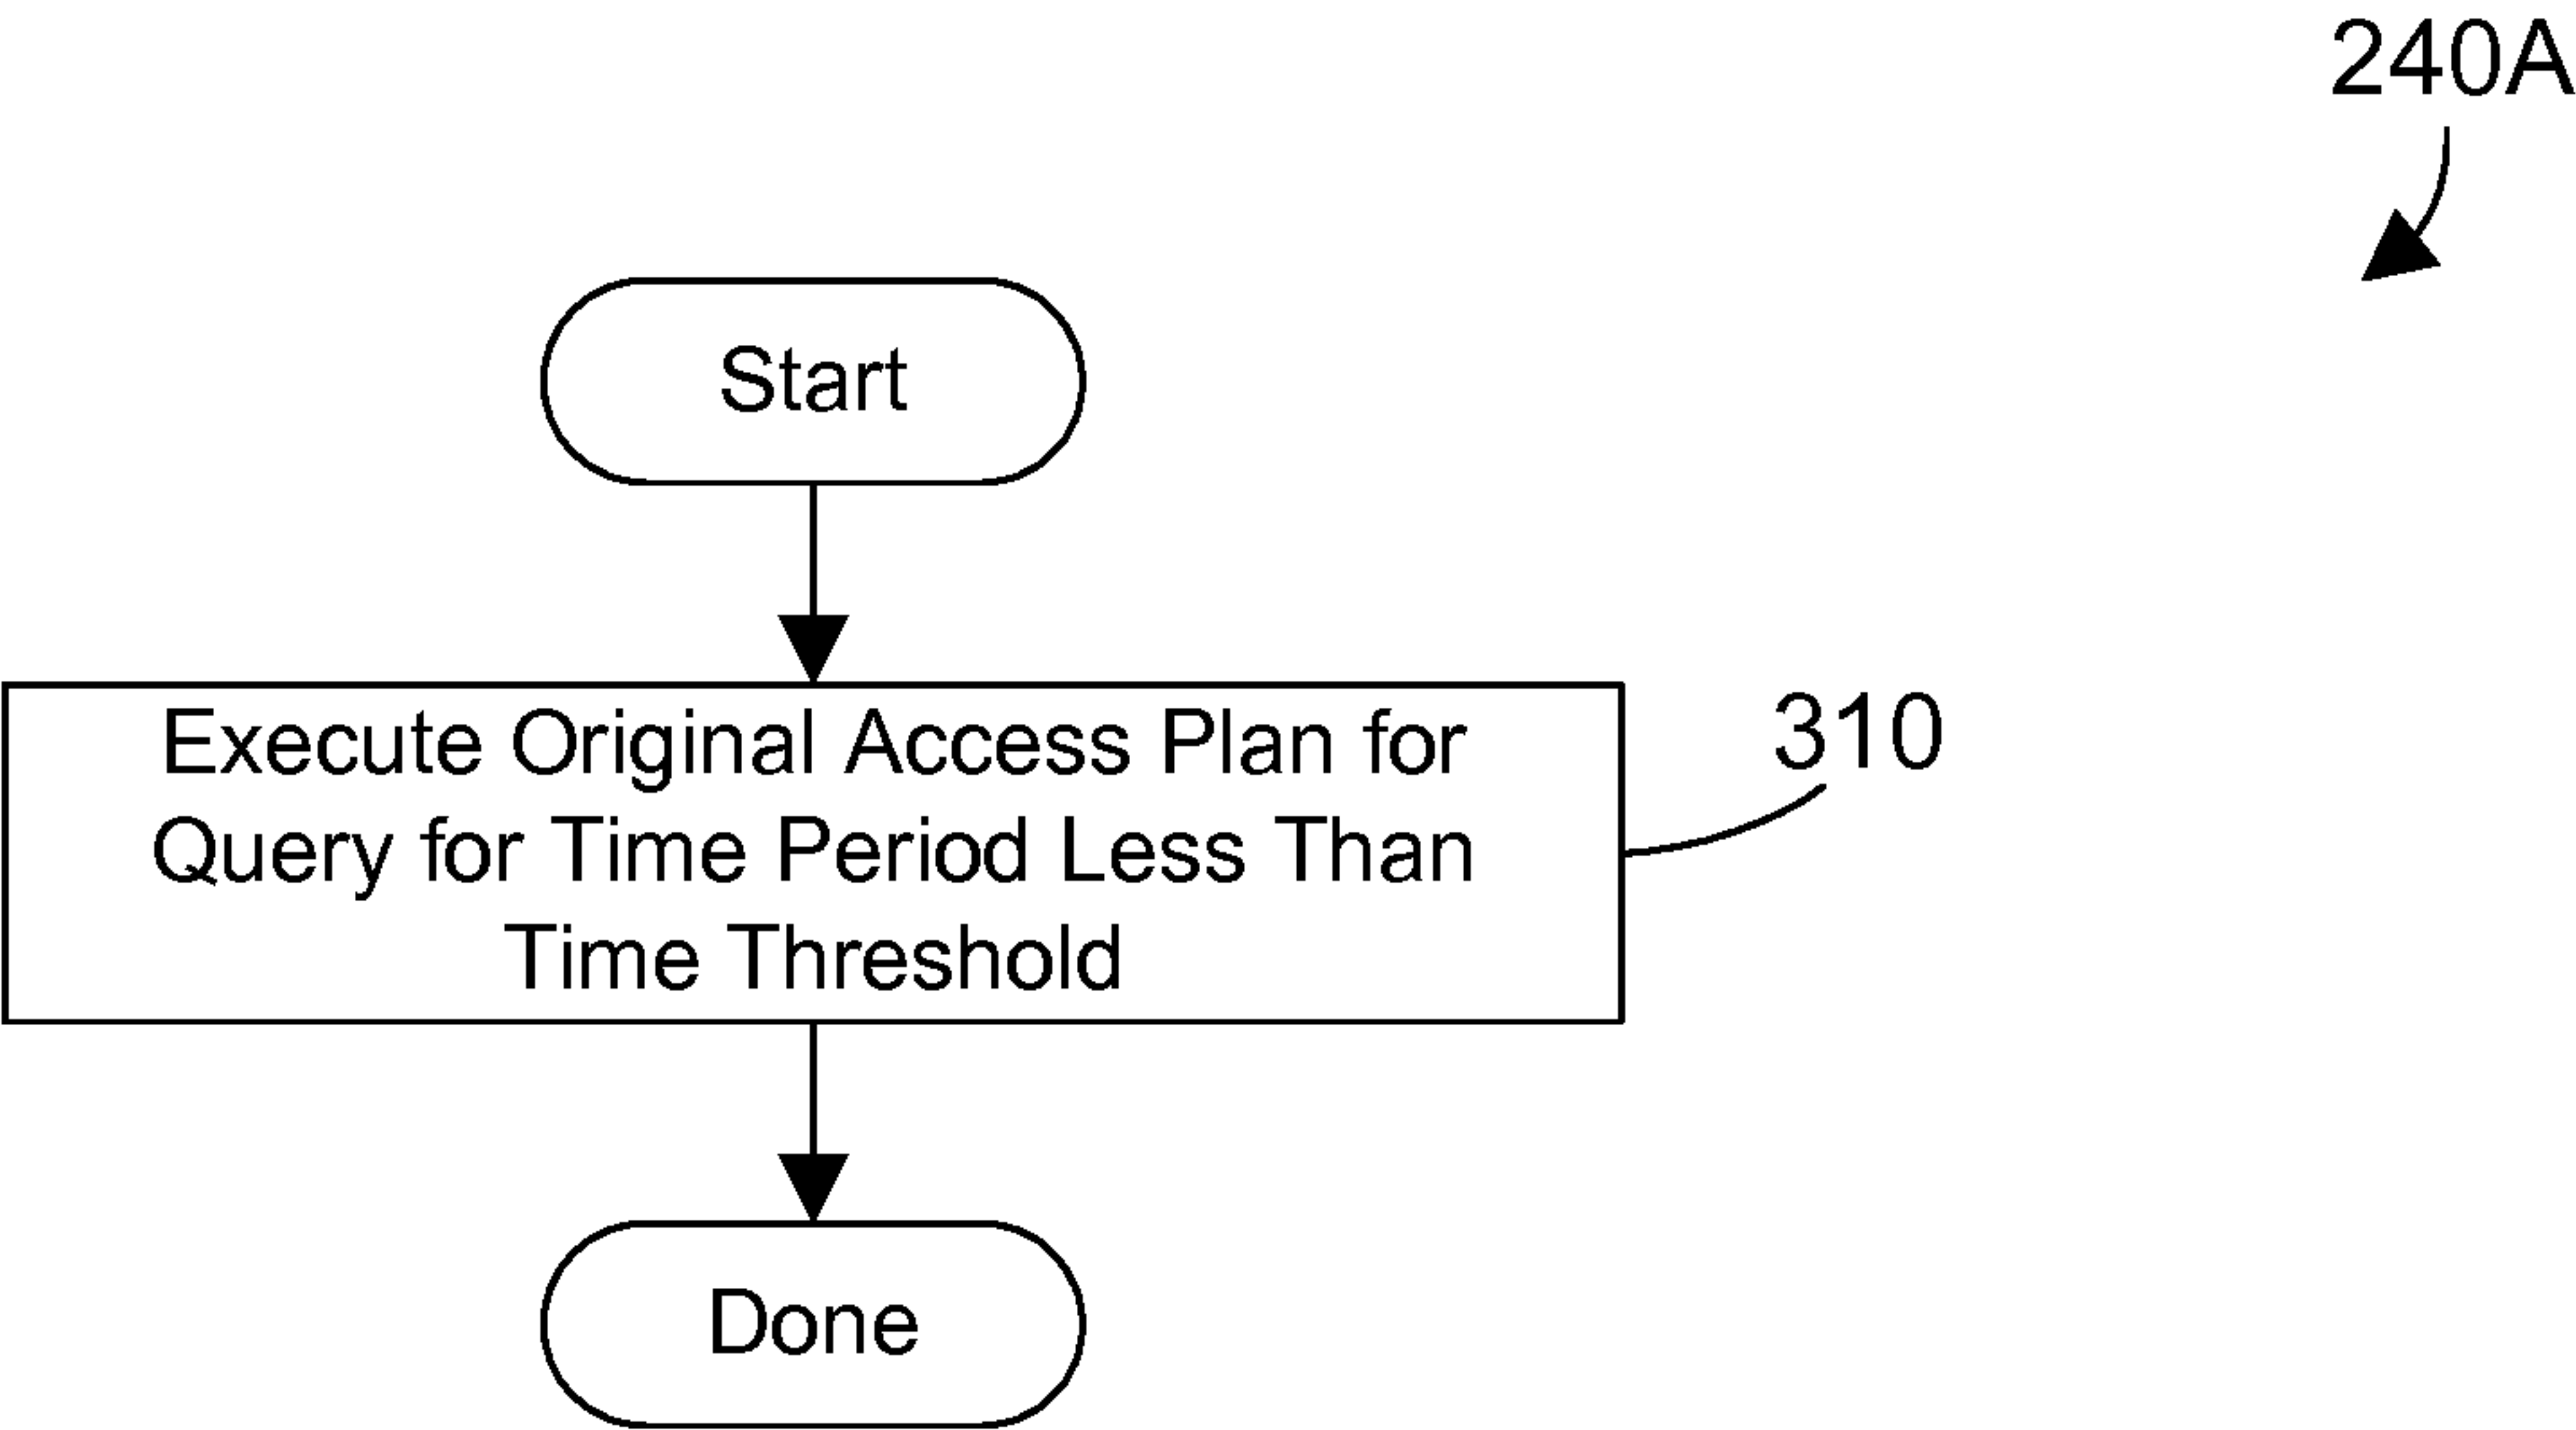 240A
Start
Execute Original Access Plan for
Query for Time Period Less Than
Time Threshold
310
Done